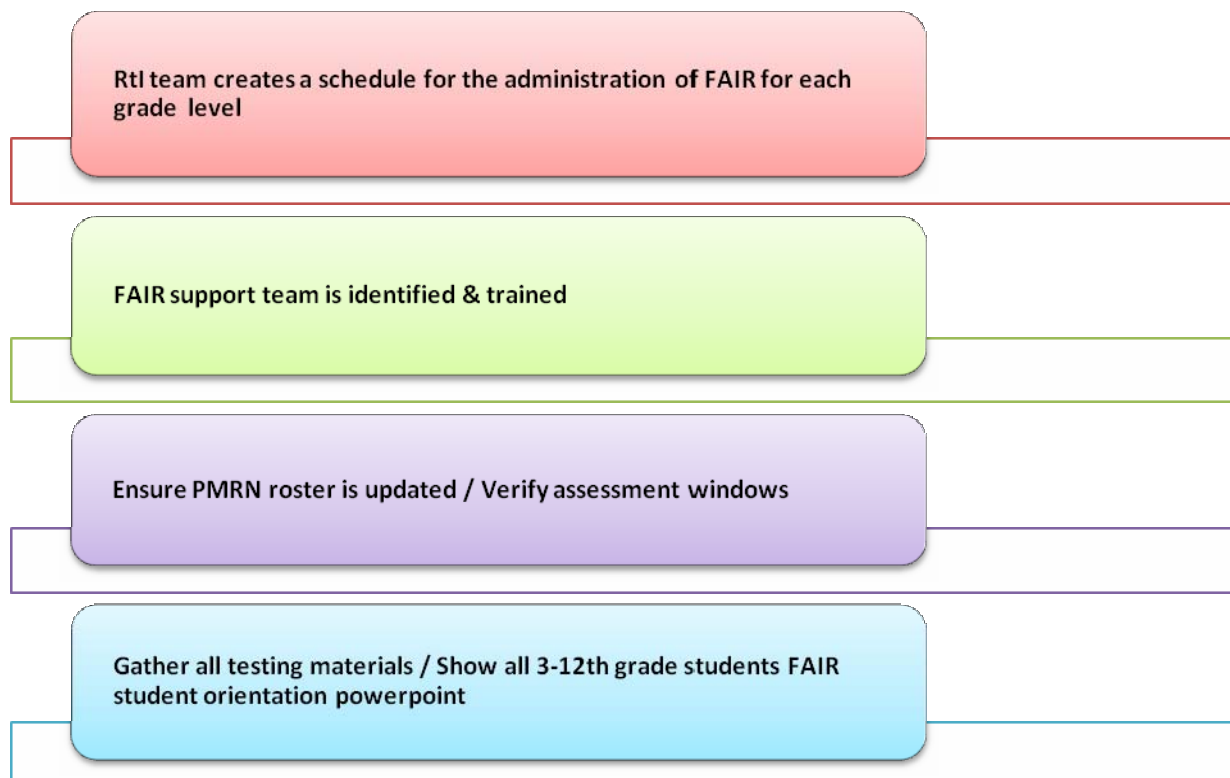 RtI team creates a schedule for the administration of FAIR for each
grade level
FAIR support team is identified & trained
Ensure PMRN roster is updated / Verify assessment windows
Gather all testing materials / Show all 3-12th grade students FAIR
student orientation powerpoint